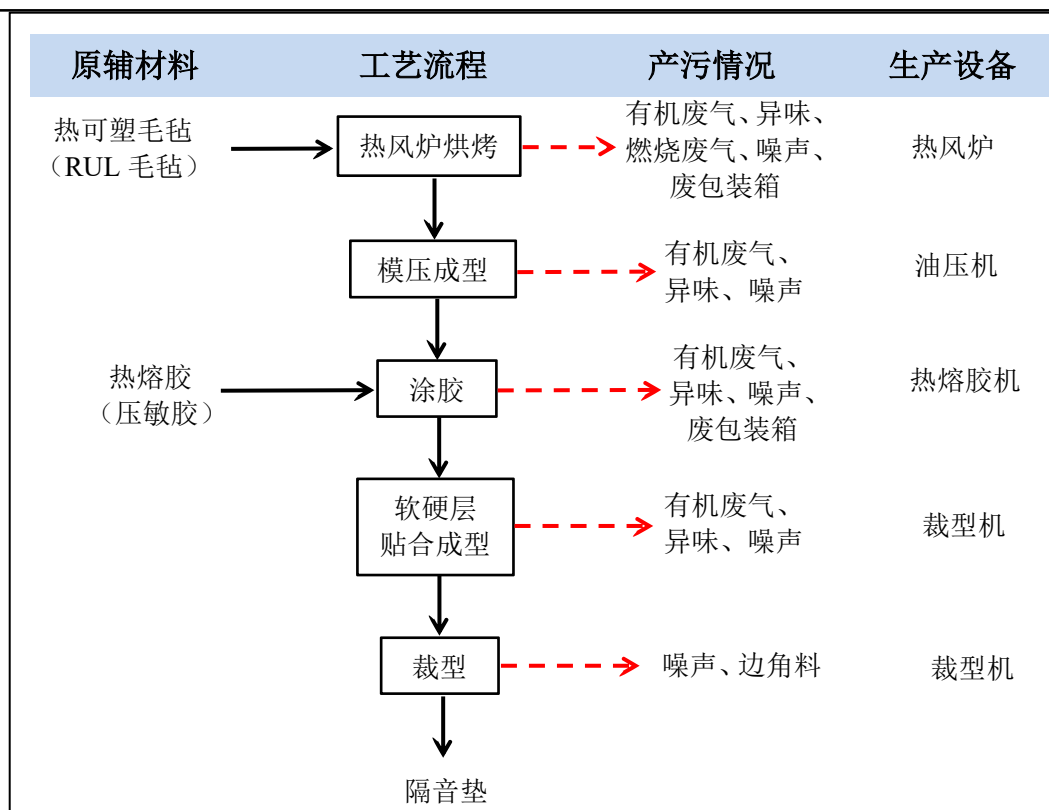 原辅材料 工艺流程 产污情况 生产设备
热可塑毛毡
（RUL 毛毡）
热风炉烘烤
有机废气、异味、
燃烧废气、噪声、
废包装箱
热风炉
模压成型
有机废气、
异味、噪声
油压机
热熔胶
（压敏胶）
涂胶
有机废气、
异味、噪声、
废包装箱
热熔胶机
软硬层
贴合成型
有机废气、
异味、噪声
裁型机
裁型
噪声、边角料
裁型机
隔音垫